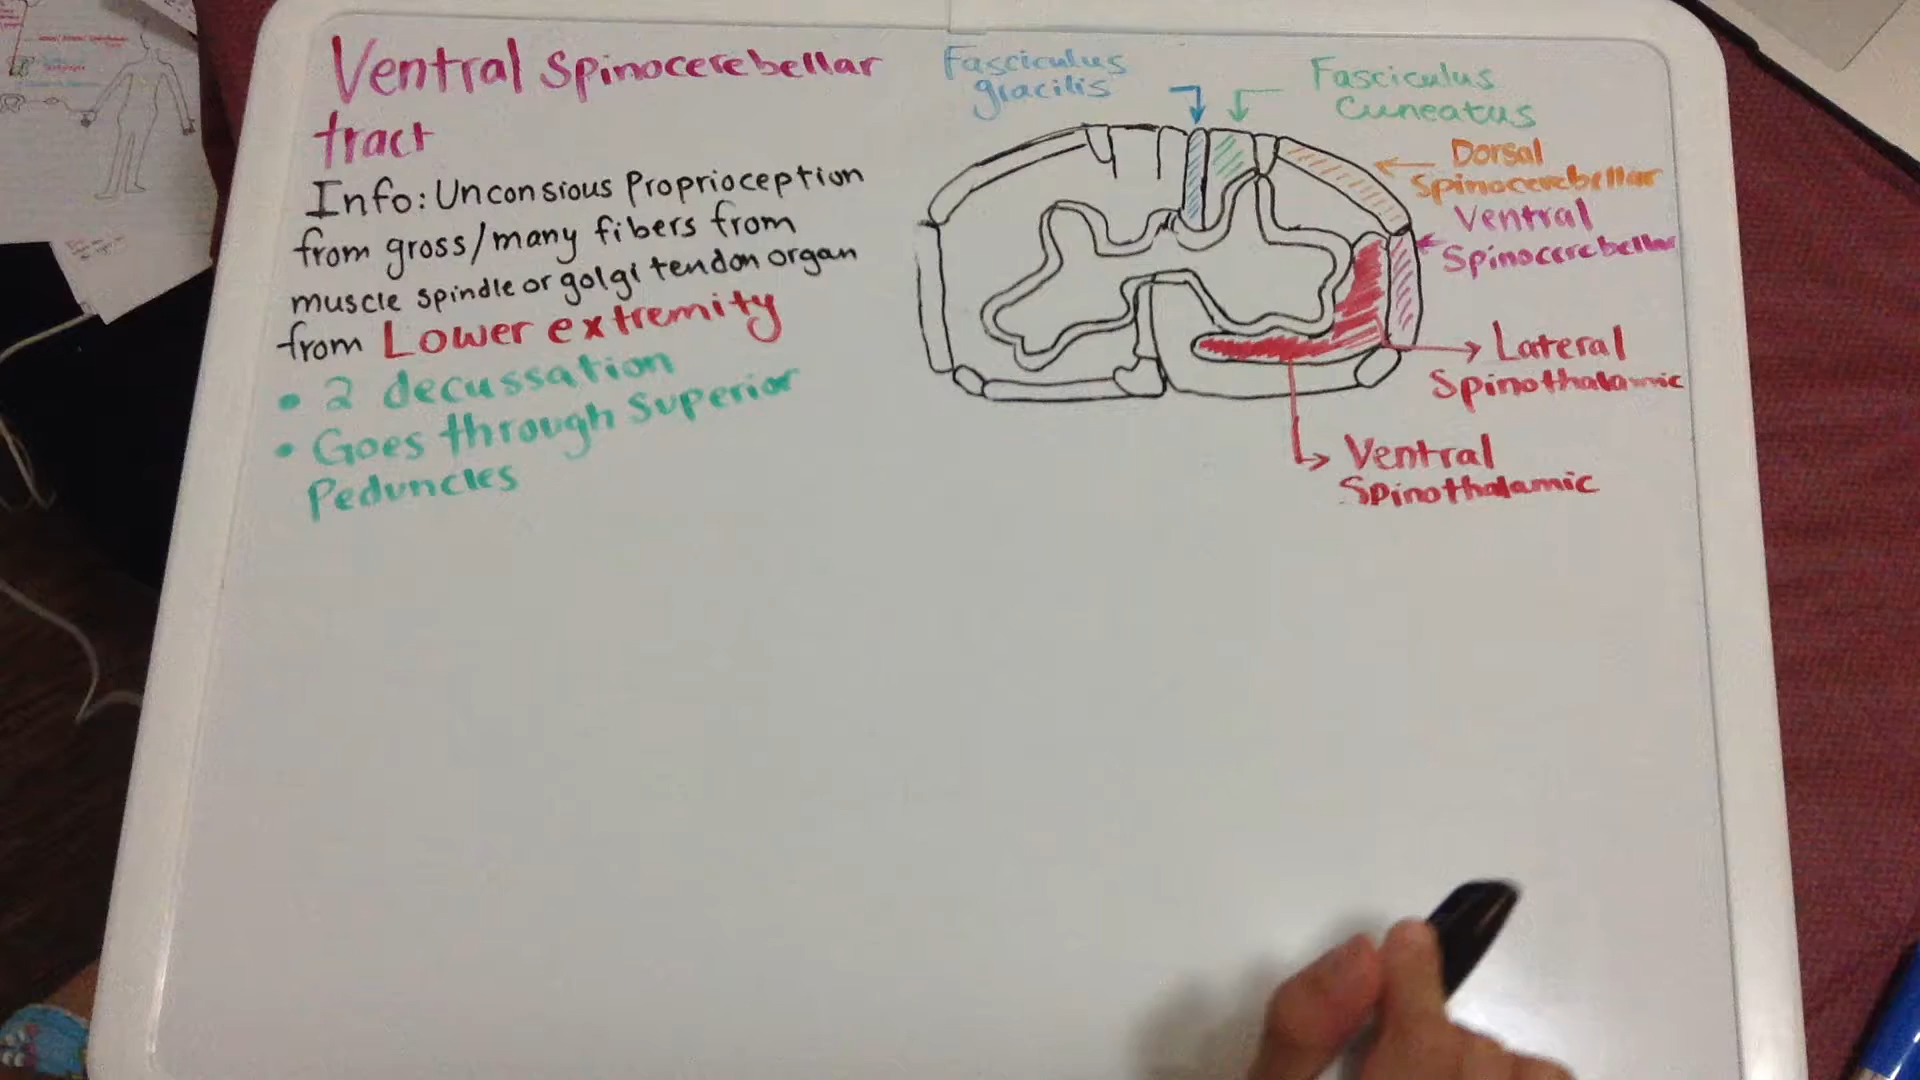 Ventral Spinocerebellar
tract
Info: Unconsious Proprioception
from gross/many fibers from
muscle spindle or golgi tendon organ
from Lower extremity
• 2 decussation
• Goes through Superior
Peduncles
Fasciculus
gracilis
Fasciculus
Cuneatus
Dorsal
Spinocerebellar
Ventral
Spinocerebellar
Lateral
Spinothalamic
Ventral
Spinothalamic